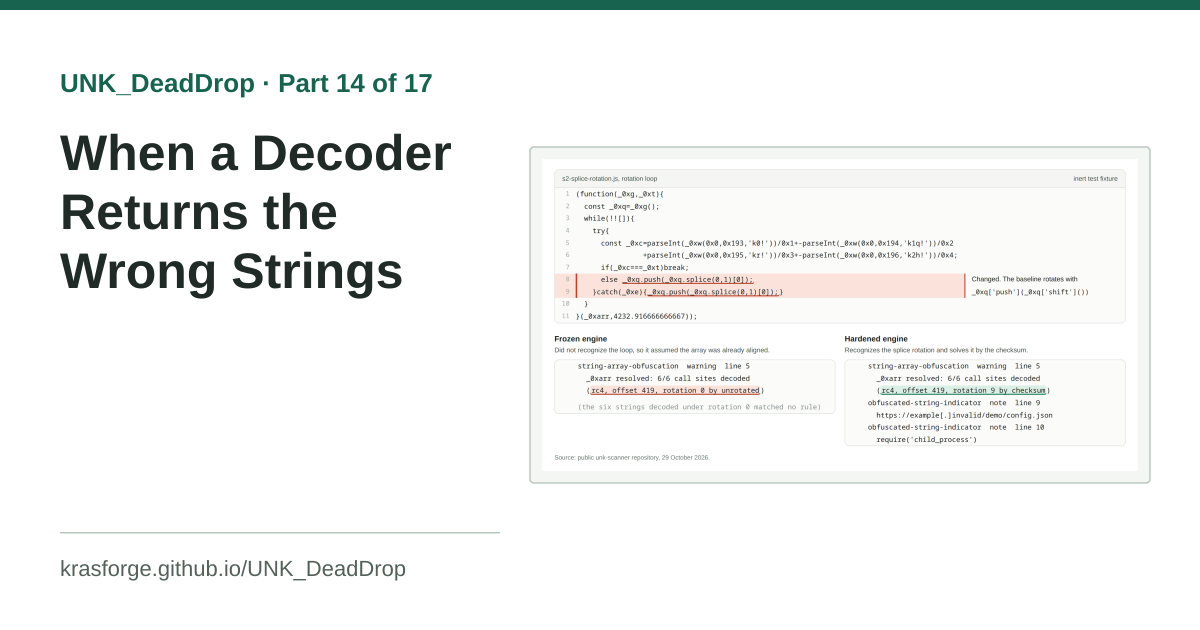 UNK_DeadDrop · Part 14 of 17
When a Decoder
Returns the
Wrong Strings
s2-splice-rotation.js, rotation loop
inert test fixture
1 (function(_0xg,_0xt){
2 const _0xq=_0xg();
3 while(!![]){
4 try{
5 const _0xc=parseInt(_0xw(0x0,0x193,'k0!'))/0x1+-parseInt(_0xw(0x0,0x194,'k1q!'))/0x2
6 +parseInt(_0xw(0x0,0x195,'kr!'))/0x3+-parseInt(_0xw(0x0,0x196,'k2h!'))/0x4;
7 if(_0xc===_0xt)break;
8 else _0xq.push(_0xq.splice(0,1)[0]);
9 }catch(_0xe){_0xq.push(_0xq.splice(0,1)[0]);}
10 }
11 }(_0xarr,4232.916666666667));
Changed. The baseline rotates with
_0xq['push'](_0xq['shift']())
Frozen engine
Did not recognize the loop, so it assumed the array was already aligned.
string-array-obfuscation warning line 5
_0xarr resolved: 6/6 call sites decoded
(rc4, offset 419, rotation 0 by unrotated)
(the six strings decoded under rotation 0 matched no rule)
Hardened engine
Recognizes the splice rotation and solves it by the checksum.
string-array-obfuscation warning line 5
_0xarr resolved: 6/6 call sites decoded
(rc4, offset 419, rotation 9 by checksum)
obfuscated-string-indicator note line 9
https://example[.]invalid/demo/config.json
obfuscated-string-indicator note line 10
require('child_process')
Source: public unk-scanner repository, 29 October 2026.
krasforge.github.io/UNK_DeadDrop